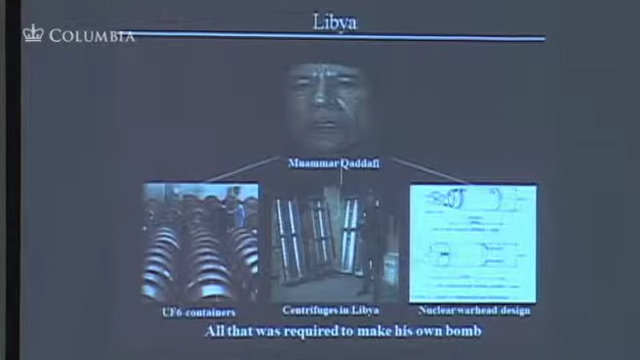 Libya
COLUMBIA
Muammar Qaddafi
UF6 containers
Centrifuges in Libya
Nuclear warhead design
All that was required to make his own bomb